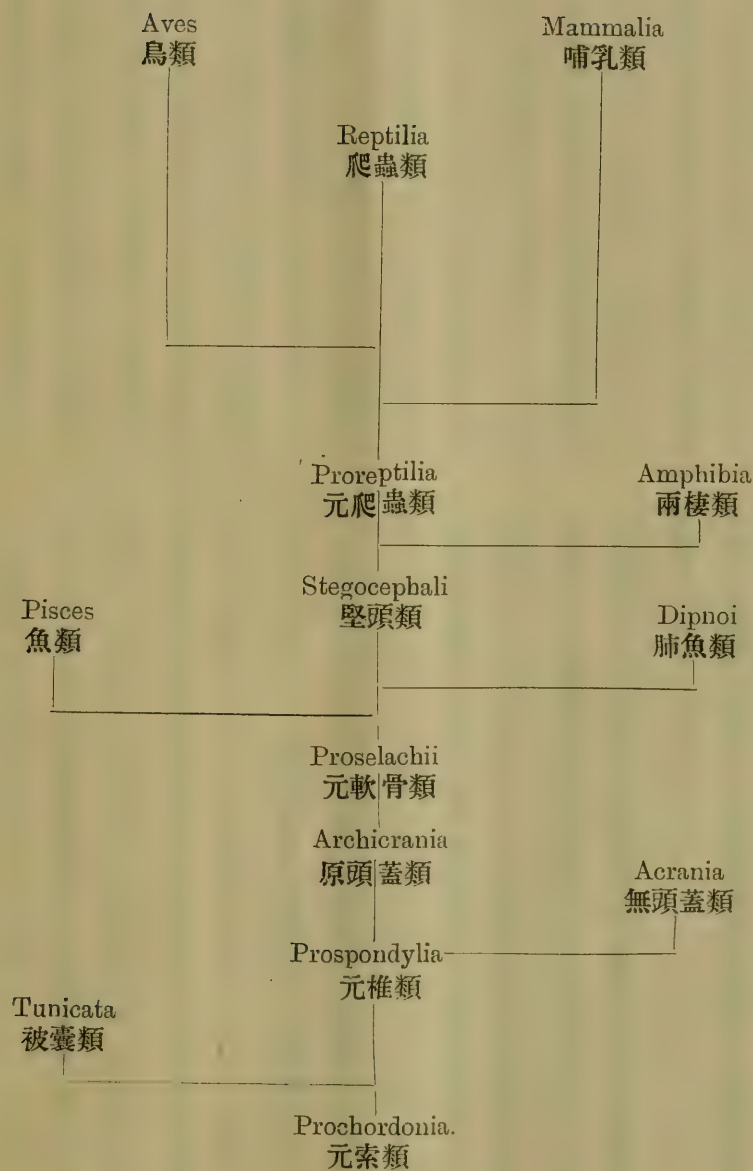 Aves
鳥類
Mammalia
哺乳類
Reptilia
爬蟲類
Proreptilia
元爬蟲類
Amphibia
兩棲類
Stegocephali
堅頭類
Pisces
魚類
Dipnoi
肺魚類
Proselachii
元軟骨類
Archicrania
原頭蓋類
Acrania
無頭蓋類
Prospondylia
元椎類
Tunicata
被囊類
Prochordonia.
元索類